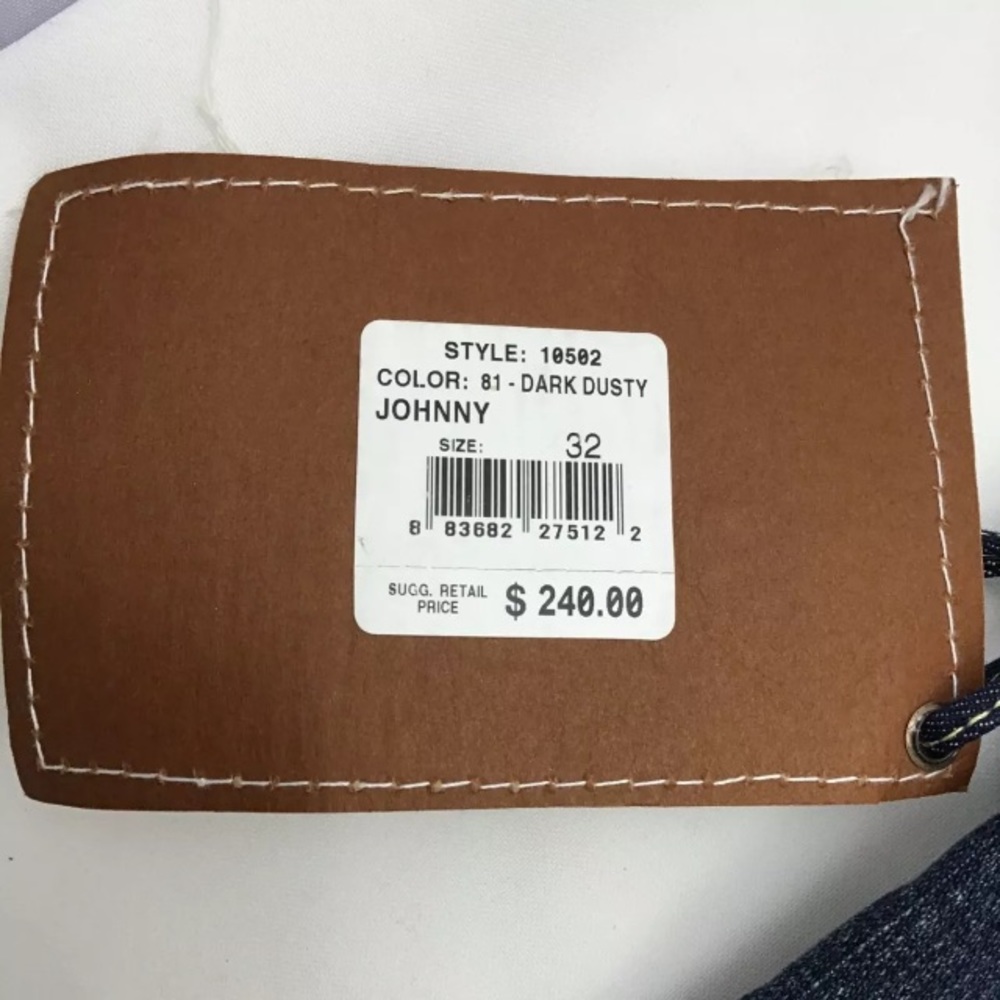 STYLE: 10502
COLOR: 81 - DARK DUSTY
JOHNNY
SIZE: 32
8 83682 27512 2
SUGG. RETAIL
PRICE $ 240.00